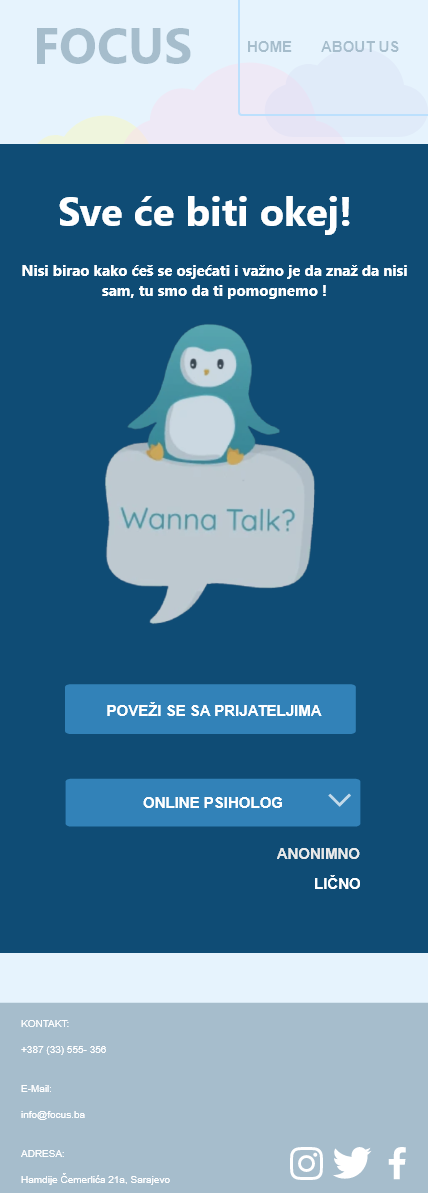 FOCUS
HOME
ABOUT US
Sve će biti okej!
Nisi birao kako ćeš se osjećati i važno je da znaž da nisi
sam, tu smo da ti pomognemo !
Wanna Talk?
POVEŽI SE SA PRIJATELJIMA
ONLINE PSIHOLOG
ANONIMNO
LIČNO
KONTAKT:
+387 (33) 555- 356
E-Mail:
info@focus.ba
ADRESA:
Hamdije Čemerlića 21a, Sarajevo